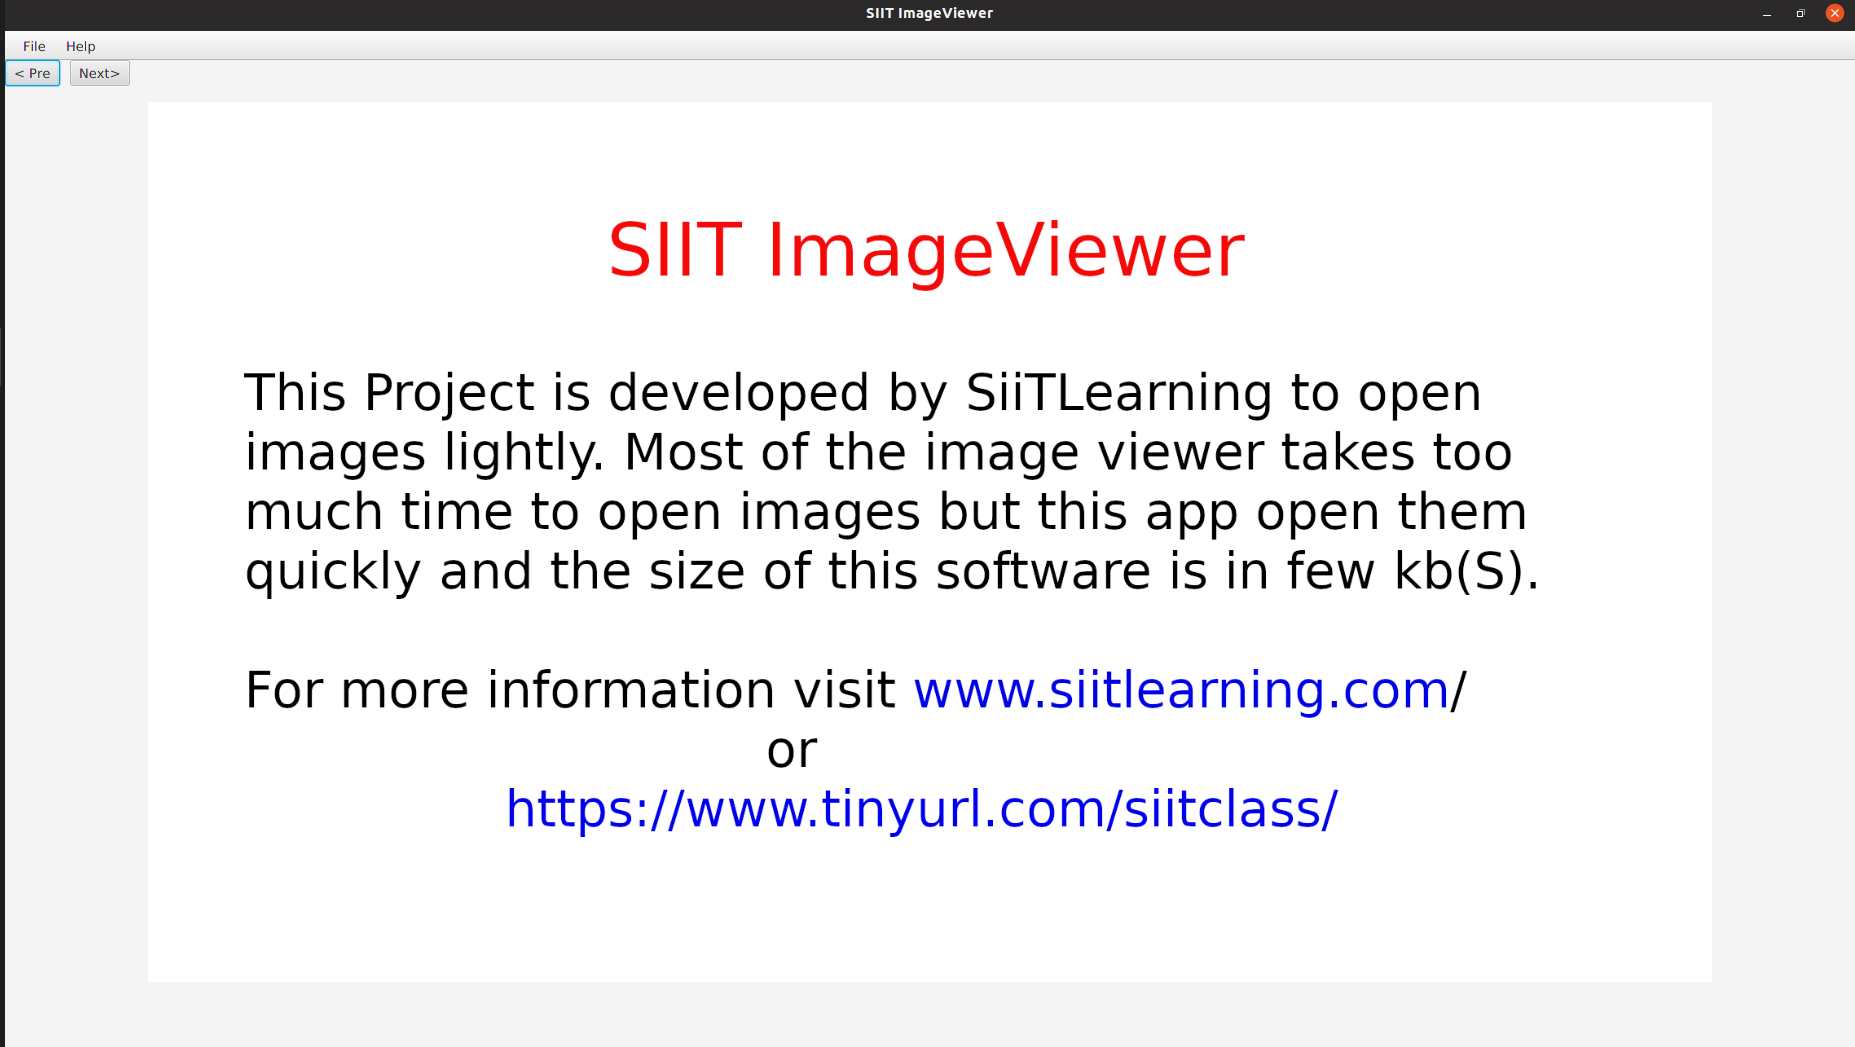 SIIT ImageViewer
File Help
< Pre Next>
SIIT ImageViewer
This Project is developed by SiiTLearning to open
images lightly. Most of the image viewer takes too
much time to open images but this app open them
quickly and the size of this software is in few kb(S).
For more information visit www.siitlearning.com/
or
https://www.tinyurl.com/siitclass/